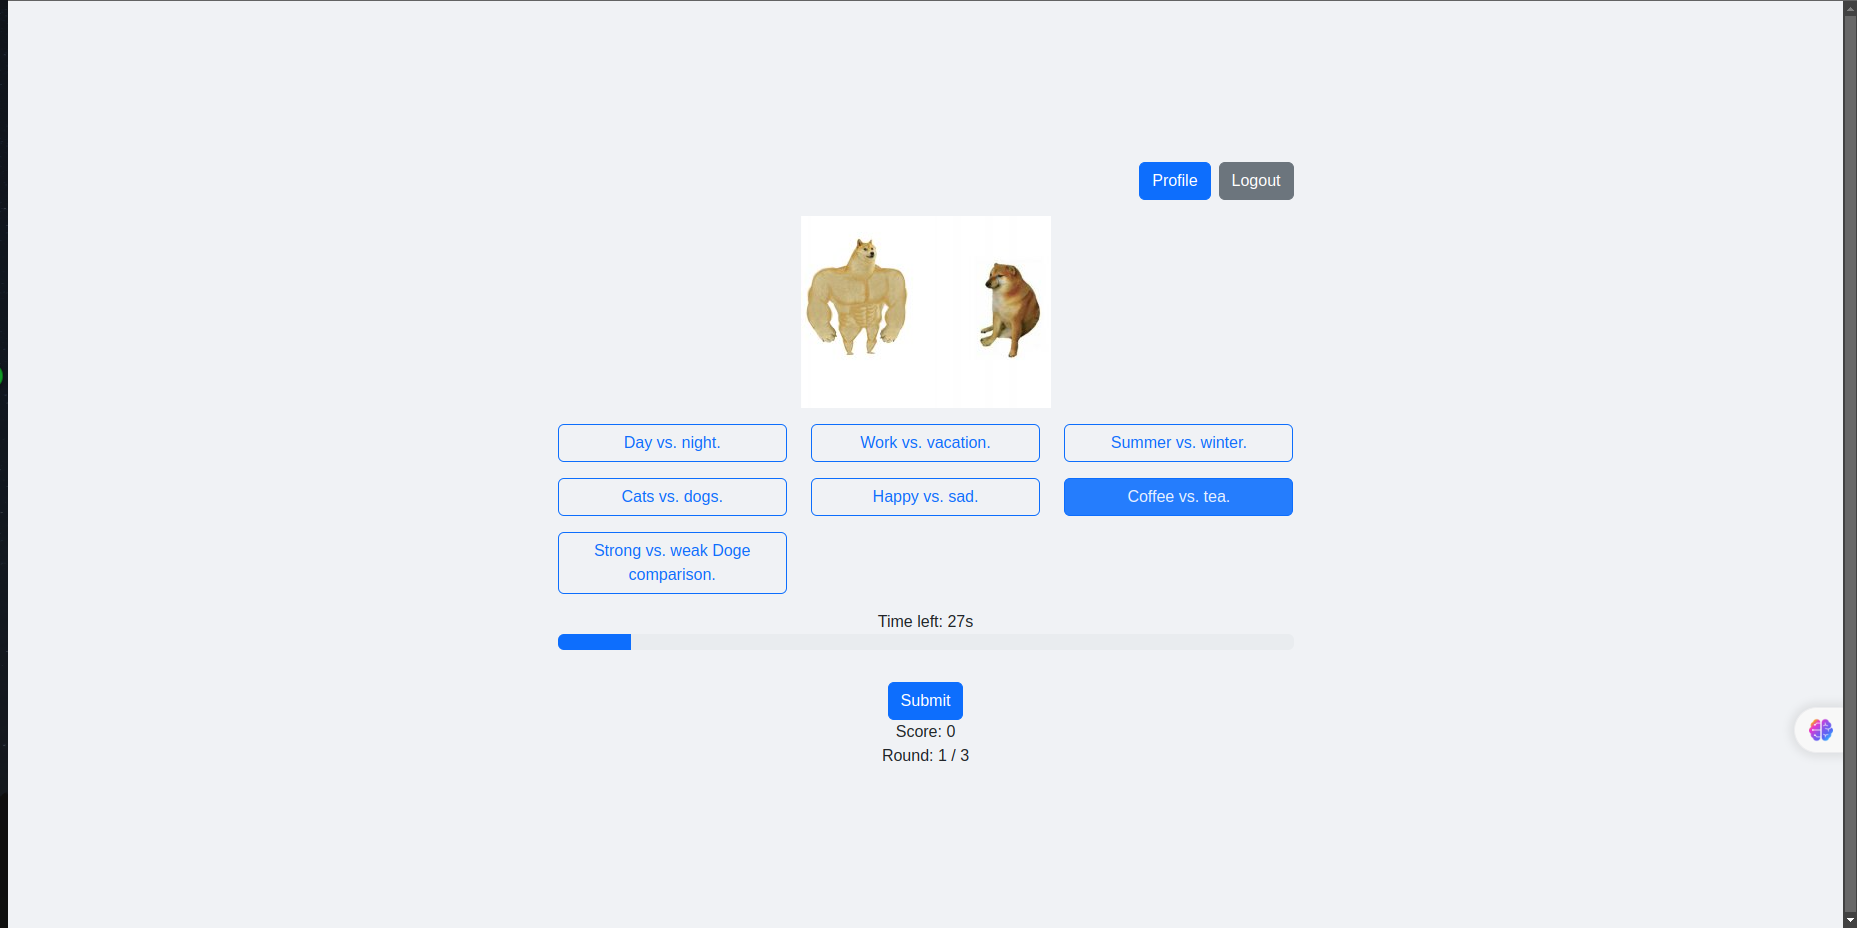 Profile
Logout
Day vs. night.
Work vs. vacation.
Summer vs. winter.
Cats vs. dogs.
Happy vs. sad.
Coffee vs. tea.
Strong vs. weak Doge
comparison.
Time left: 27s
Submit
Score: 0
Round: 1 / 3